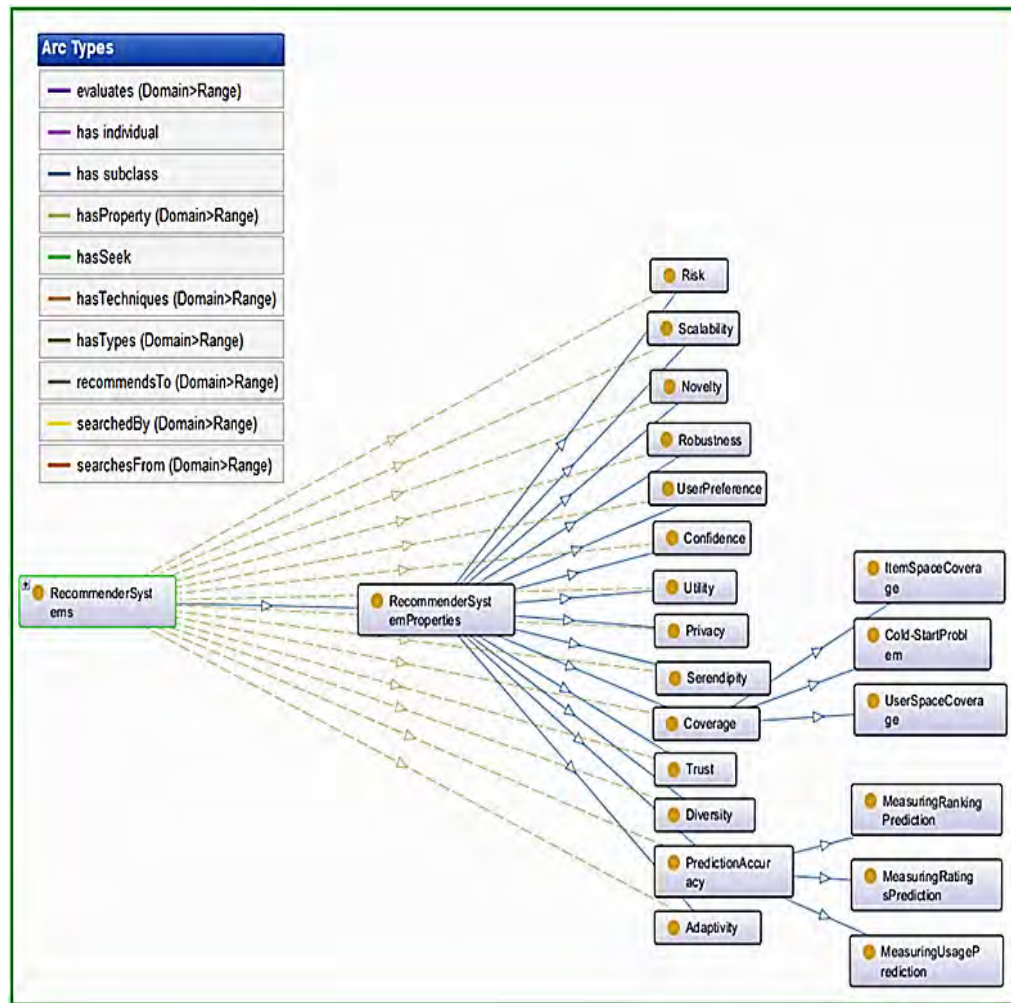 Arc Types
evaluates (Domain>Range)
has individual
has subclass
hasProperty (Domain>Range)
hasSeek
hasTechniques (Domain>Range)
hasTypes (Domain>Range)
recommendsTo (Domain>Range)
searchedBy (Domain>Range)
searchesFrom (Domain>Range)
RecommenderSyst
ems
RecommenderSyst
emProperties
Risk
Scalability
Novelty
Robustness
UserPreference
Confidence
Utility
Privacy
Serendipity
Coverage
Trust
Diversity
PredictionAccur
acy
Adaptivity
ItemSpaceCovera
ge
Cold-StartProbl
em
UserSpaceCovera
ge
MeasuringRanking
Prediction
MeasuringRating
sPrediction
MeasuringUsageP
rediction